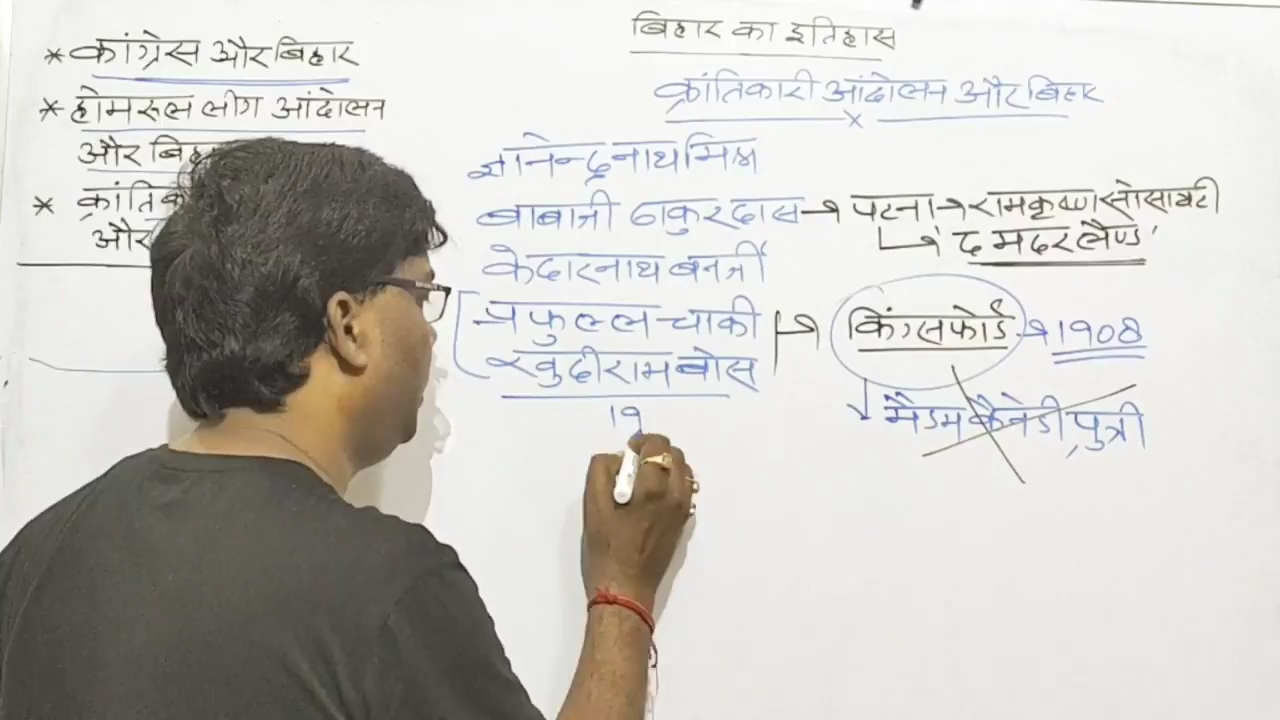 * कांग्रेस और बिहार
* होमरुल लीग आंदोलन
और
* क्रांतिक
और
बिहार का इतिहास
क्रांतिकारी आंदोलन और बिहार
x
ज्ञानेन्द्रनाथ मिश्र
बाबाजी ठाकुरदास → पटना → रामकृष्ण सोसायटी
↳ 'द मदरलैण्ड'
केदारनाथ बनर्जी
प्रफुल्ल चाकी
खुदीराम बोस
किंग्सफोर्ड → 1908
↓ मैडम कैनेडी, पुत्री
19